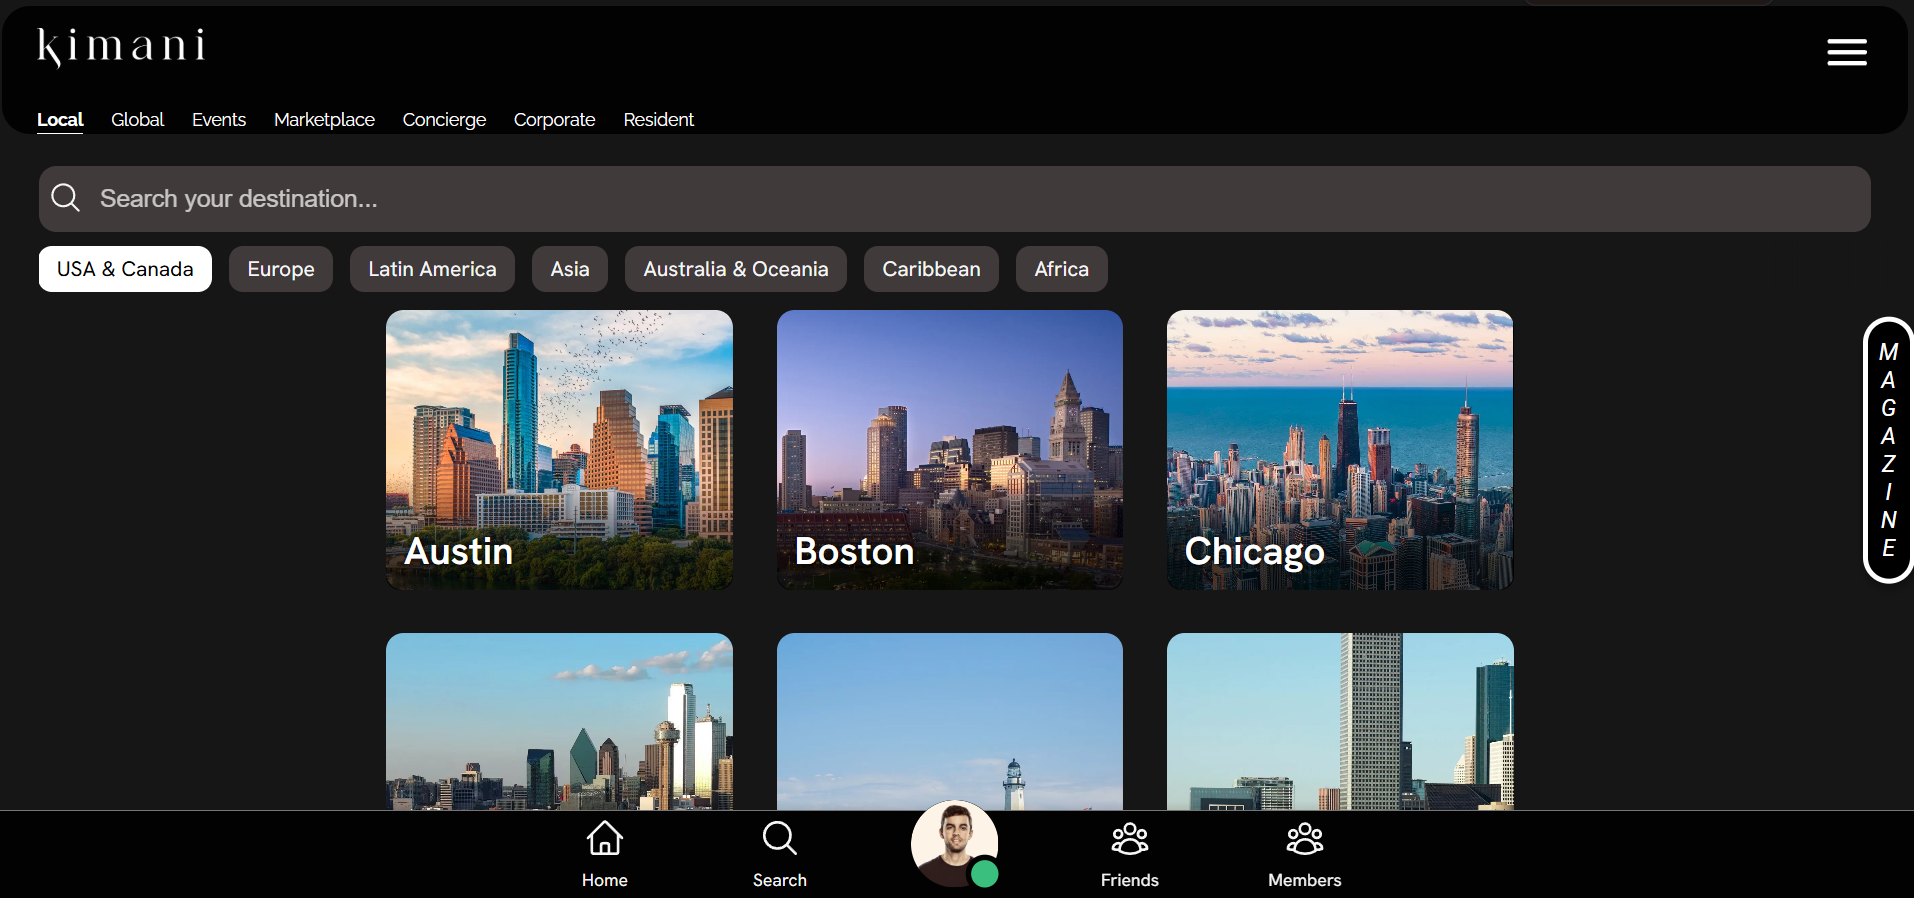 kimani
Local Global Events Marketplace Concierge Corporate Resident
Search your destination...
USA & Canada Europe Latin America Asia Australia & Oceania Caribbean Africa
Austin Boston Chicago
MAGAZINE
Home Search Friends Members